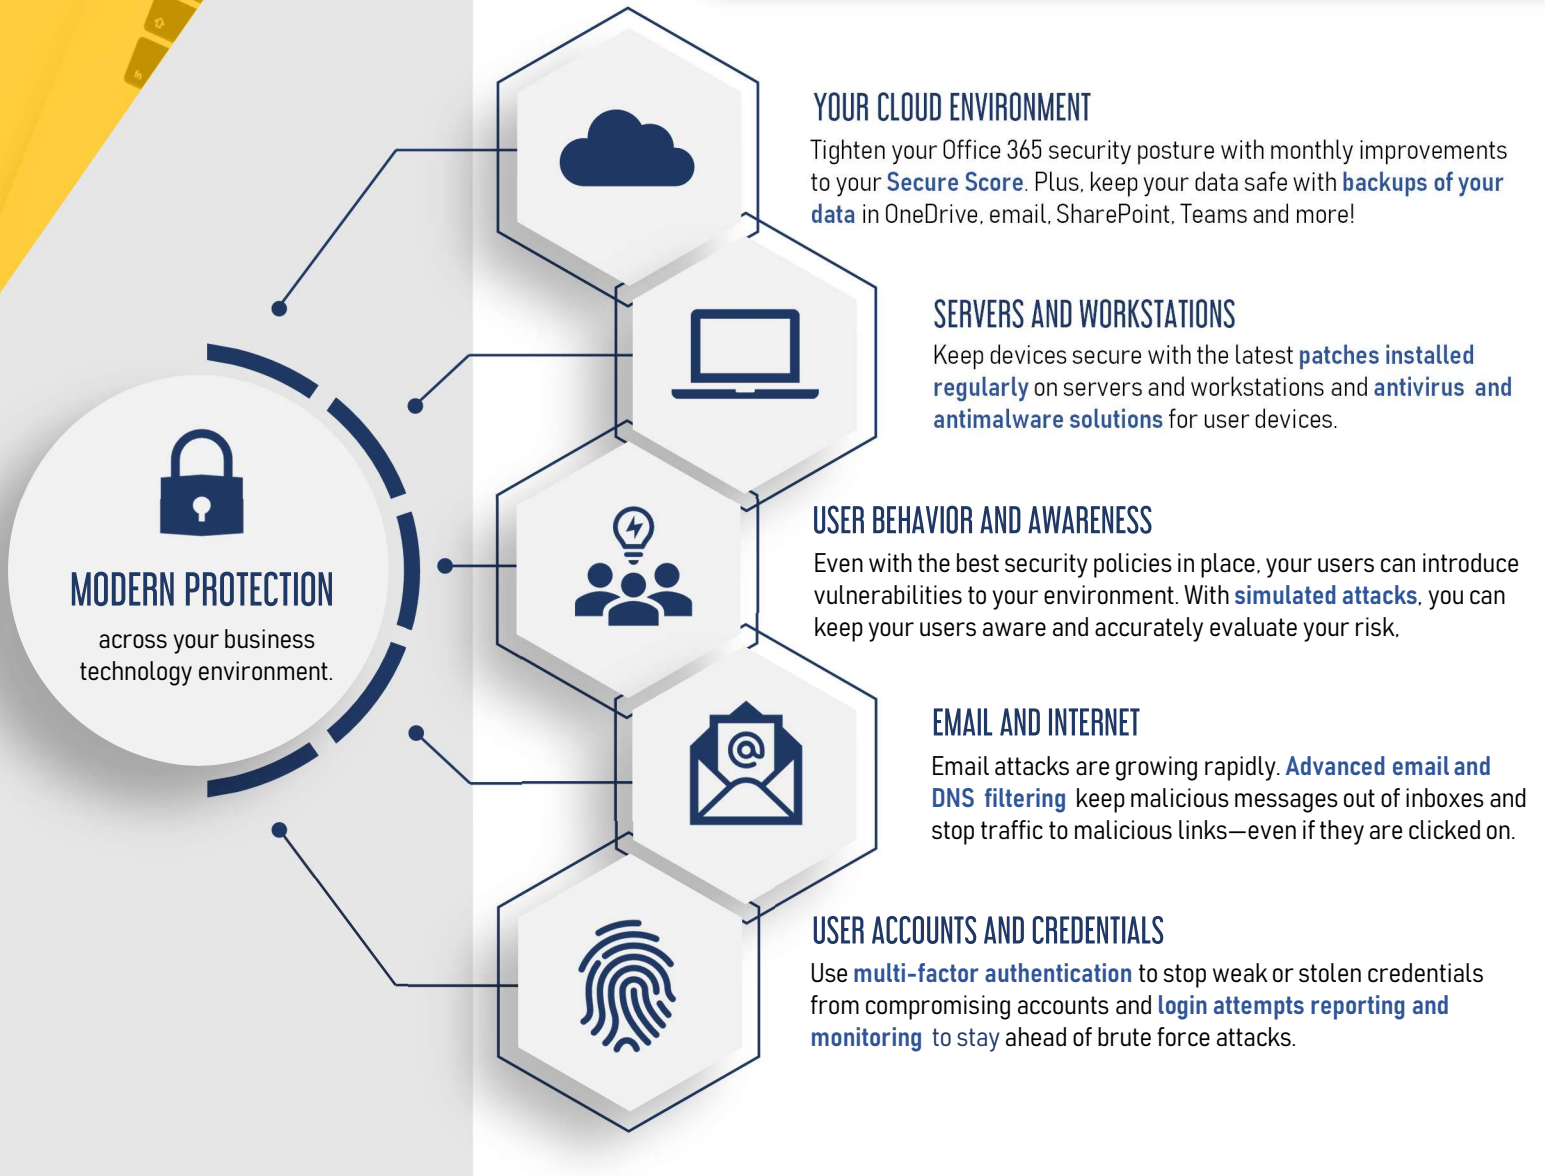 fn
MODERN PROTECTION
across your business
technology environment.
YOUR CLOUD ENVIRONMENT
Tighten your Office 365 security posture with monthly improvements
to your Secure Score. Plus, keep your data safe with backups of your
data in OneDrive, email, SharePoint, Teams and more!
SERVERS AND WORKSTATIONS
Keep devices secure with the latest patches installed
regularly on servers and workstations and antivirus and
antimalware solutions for user devices.
USER BEHAVIOR AND AWARENESS
Even with the best security policies in place, your users can introduce
vulnerabilities to your environment. With simulated attacks, you can
keep your users aware and accurately evaluate your risk,
EMAIL AND INTERNET
@
Email attacks are growing rapidly. Advanced email and
DNS filtering keep malicious messages out of inboxes and
stop traffic to malicious links—even if they are clicked on.
USER ACCOUNTS AND CREDENTIALS
Use multi-factor authentication to stop weak or stolen credentials
from compromising accounts and login attempts reporting and
monitoring to stay ahead of brute force attacks.